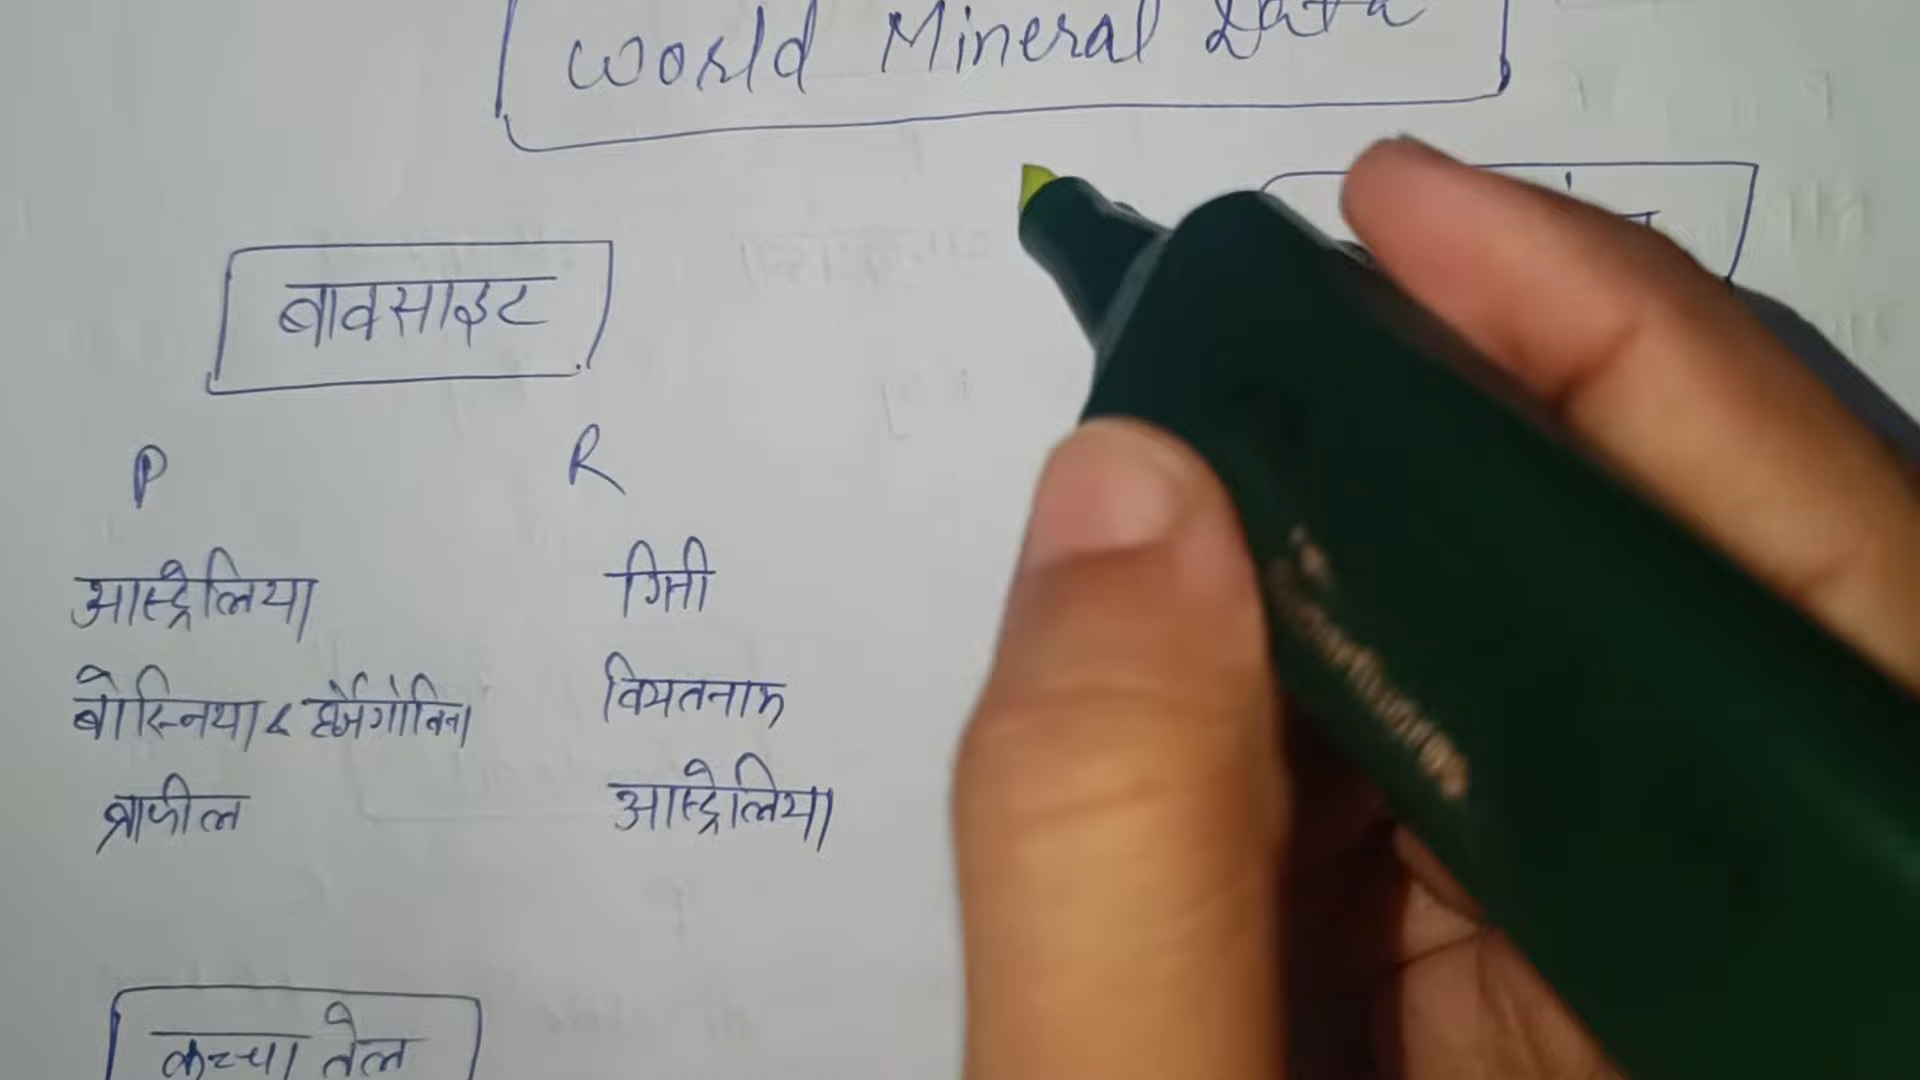 World Mineral Data
बाक्साइट
P R
आस्ट्रेलिया गिनी
बोस्निया & हर्जेगोविना वियतनाम
ब्राजील आस्ट्रेलिया
कच्चा तेल